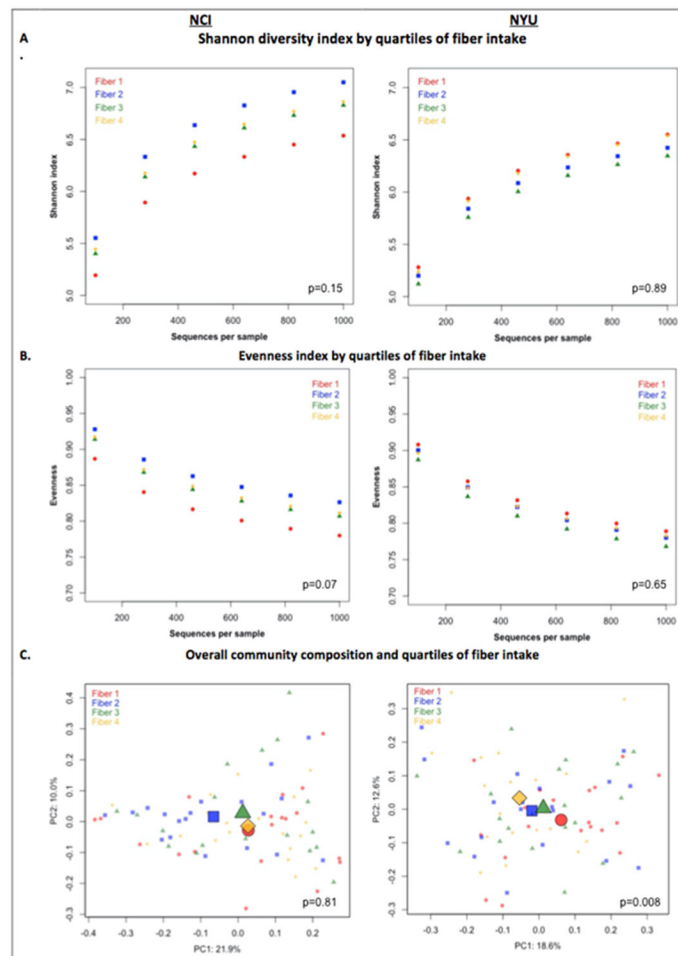 NCI NYU
A Shannon diversity index by quartiles of fiber intake
.
Fiber 1
Fiber 2
Fiber 3
Fiber 4
Shannon index
7.0
6.5
6.0
5.5
5.0
p=0.15
200 400 600 800 1000
Sequences per sample
Fiber 1
Fiber 2
Fiber 3
Fiber 4
Shannon index
7.0
6.5
6.0
5.5
5.0
p=0.89
200 400 600 800 1000
Sequences per sample
B. Evenness index by quartiles of fiber intake
Fiber 1
Fiber 2
Fiber 3
Fiber 4
Evenness
1.00
0.95
0.90
0.85
0.80
0.75
0.70
p=0.07
200 400 600 800 1000
Sequences per sample
Fiber 1
Fiber 2
Fiber 3
Fiber 4
Evenness
1.00
0.95
0.90
0.85
0.80
0.75
0.70
p=0.65
200 400 600 800 1000
Sequences per sample
C. Overall community composition and quartiles of fiber intake
Fiber 1
Fiber 2
Fiber 3
Fiber 4
PC2: 10.0%
0.4
0.3
0.2
0.1
0.0
-0.1
-0.2
-0.3
p=0.81
-0.4 -0.3 -0.2 -0.1 0.0 0.1 0.2
PC1: 21.9%
Fiber 1
Fiber 2
Fiber 3
Fiber 4
PC2: 12.6%
0.3
0.2
0.1
0.0
-0.1
-0.2
-0.3
p=0.008
-0.3 -0.2 -0.1 0.0 0.1 0.2 0.3
PC1: 18.6%